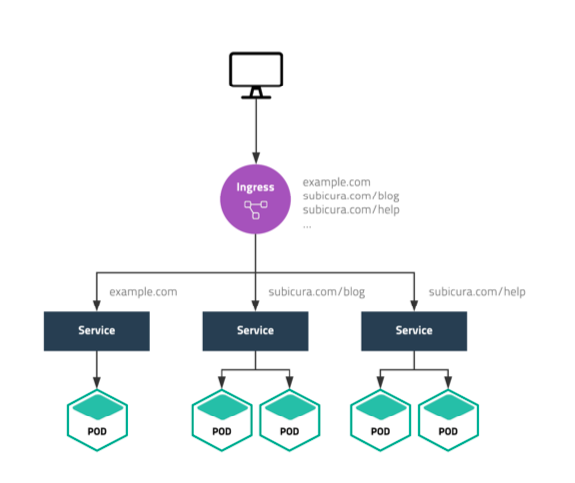 Ingress
example.com
subicura.com/blog
subicura.com/help
...
example.com
subicura.com/blog
subicura.com/help
Service
Service
Service
POD
POD
POD
POD
POD